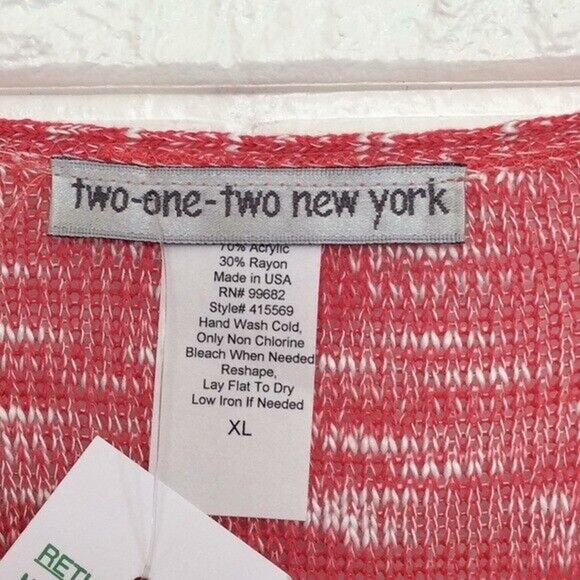 two-one-two new york
70% Acrylic
30% Rayon
Made in USA
RN# 99682
Style# 415569
Hand Wash Cold,
Only Non Chlorine
Bleach When Needed
Reshape,
Lay Flat To Dry
Low Iron If Needed
XL